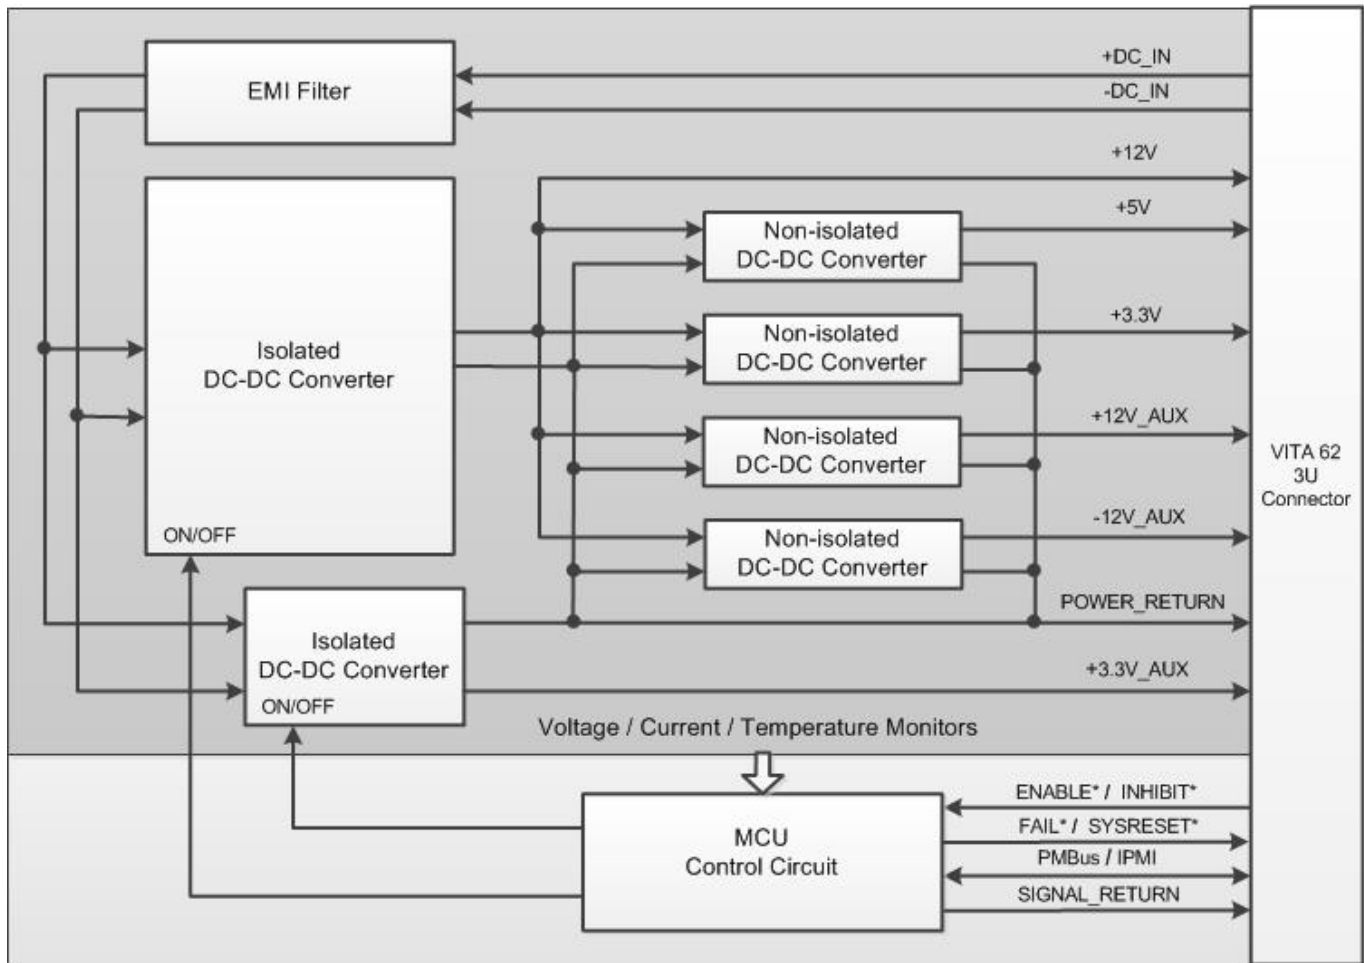 +DC_IN
EMI Filter
-DC_IN
+12V
+5V
Non-isolated
DC-DC Converter
+3.3V
Non-isolated
DC-DC Converter
Isolated
DC-DC Converter
+12V_AUX
Non-isolated
DC-DC Converter
VITA 62
3U
Connector
-12V_AUX
ON/OFF
Non-isolated
DC-DC Converter
POWER_RETURN
Isolated
DC-DC Converter
+3.3V_AUX
ON/OFF
Voltage / Current / Temperature Monitors
ENABLE* / INHIBIT*
FAIL* / SYSRESET*
MCU
Control Circuit
PMBus / IPMI
SIGNAL_RETURN